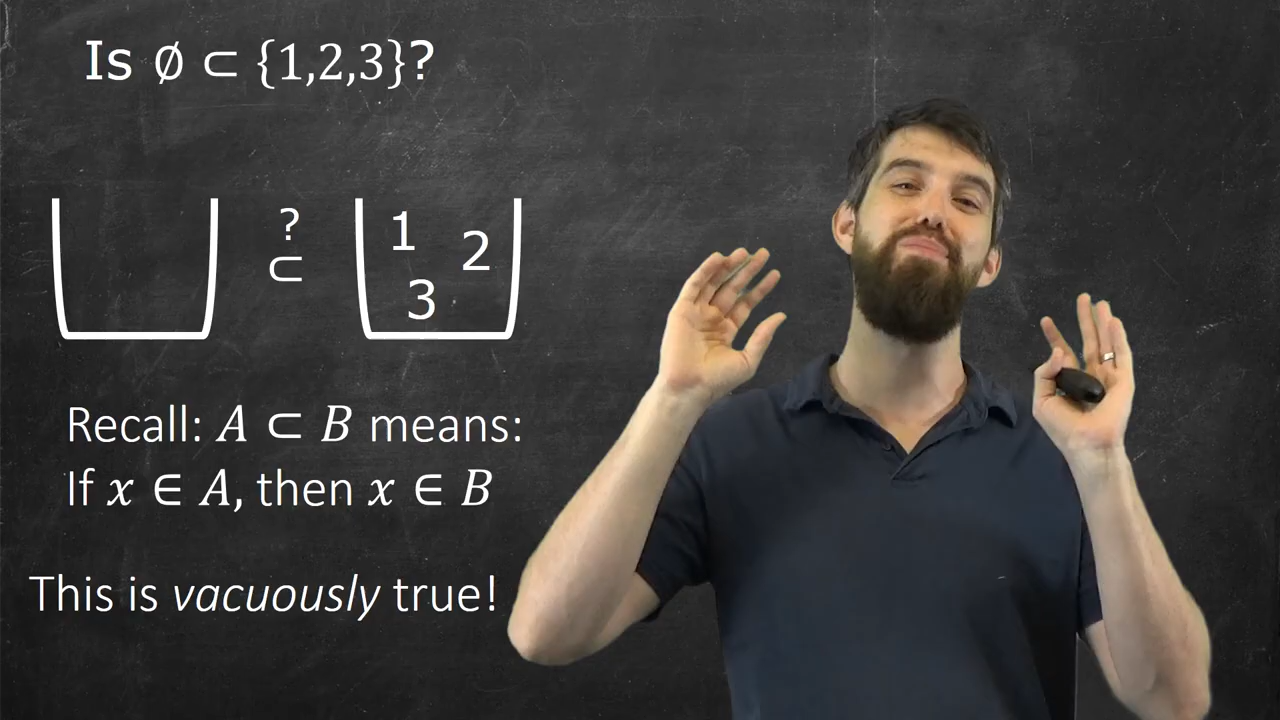 Is ∅ ⊂ {1,2,3}?
?
⊂
1
2
3
Recall: A ⊂ B means:
If x ∈ A, then x ∈ B
This is vacuously true!